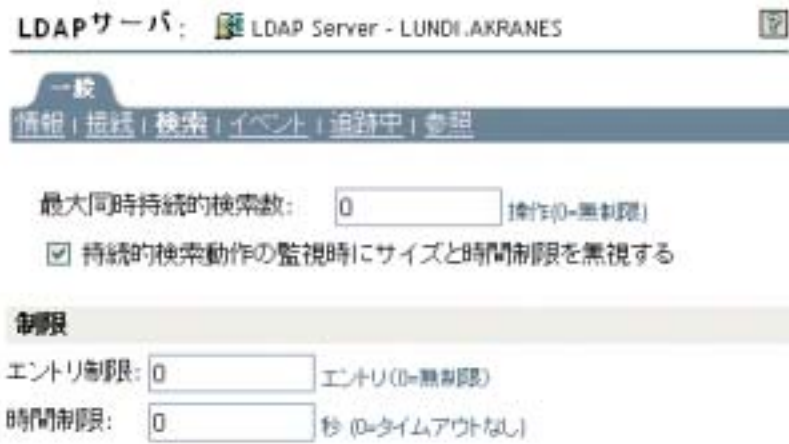 LDAPサーバ: LDAP Server - LUNDI.AKRANES
一般
情報 | 接続 | 検索 | イベント | 追跡中 | 参照
最大同時持続的検索数: 0 操作(0=無制限)
持続的検索動作の監視時にサイズと時間制限を無視する
制限
エントリ制限: 0 エントリ(0=無制限)
時間制限: 0 秒 (0=タイムアウトなし)